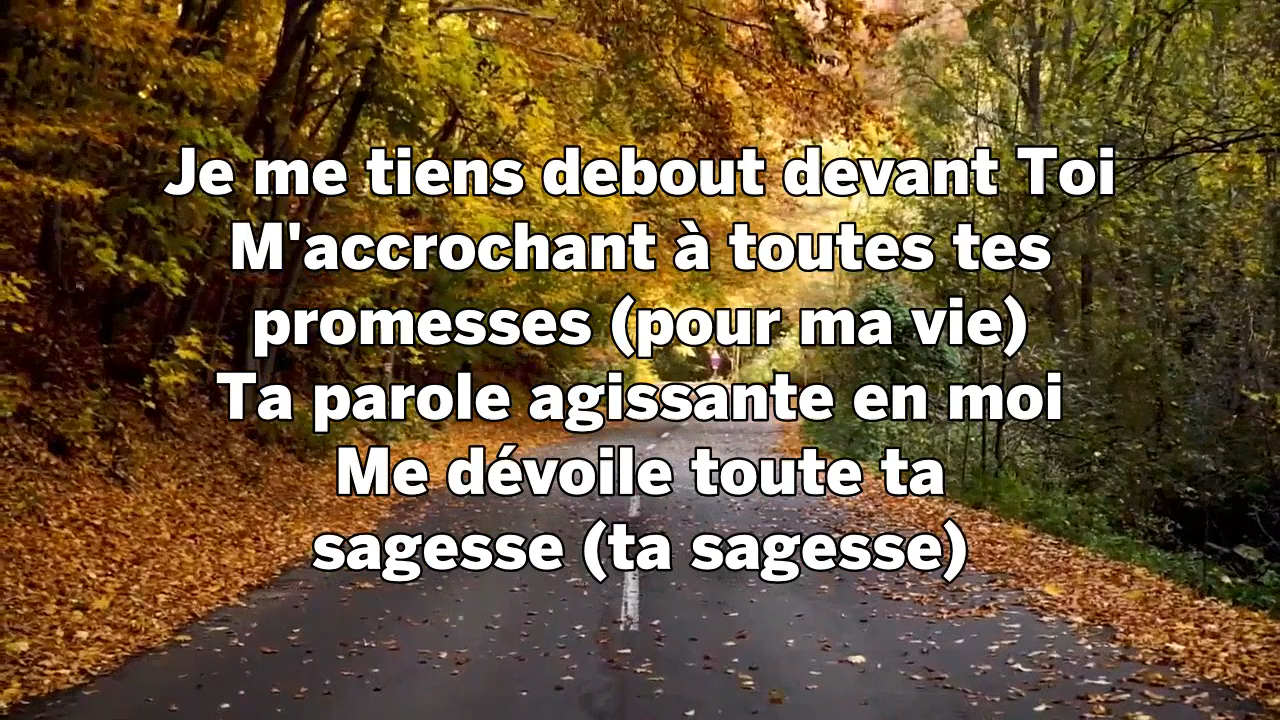 Je me tiens debout devant Toi
M'accrochant à toutes tes
promesses (pour ma vie)
Ta parole agissante en moi
Me dévoile toute ta
sagesse (ta sagesse)